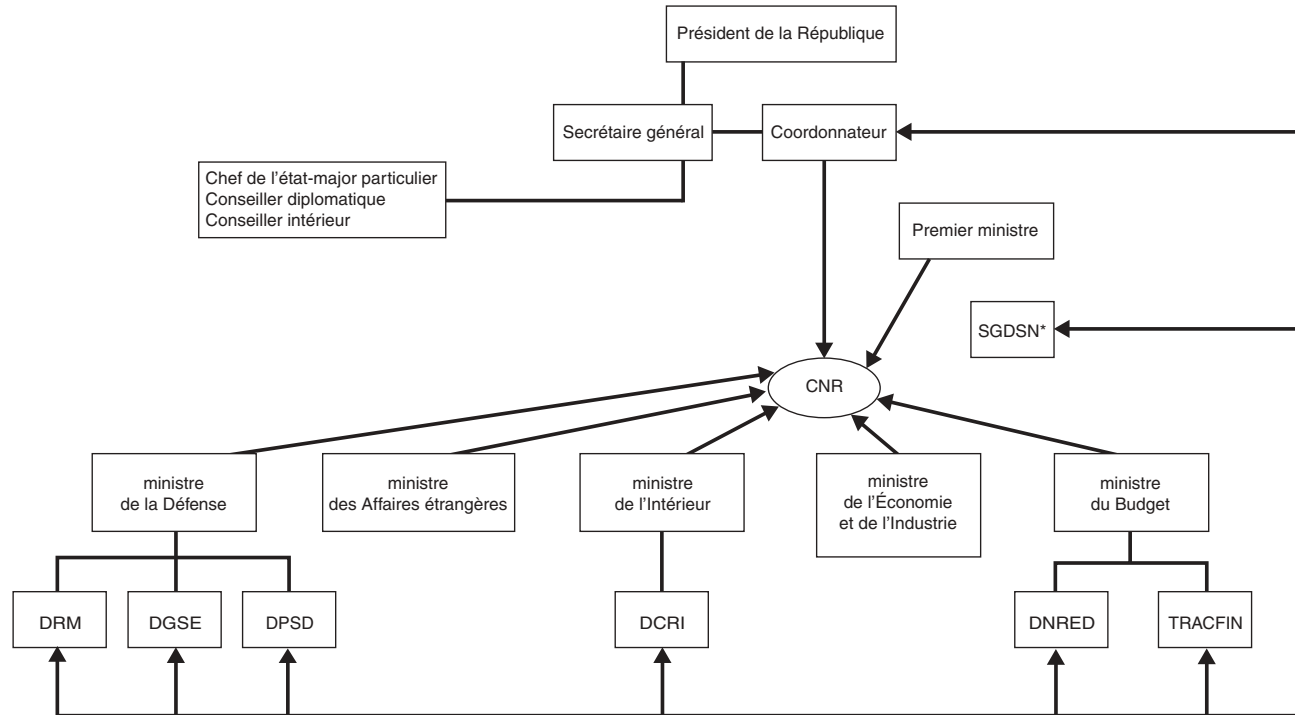 Président de la République
Secrétaire général
Coordonnateur
Chef de l'état-major particulier
Conseiller diplomatique
Conseiller intérieur
Premier ministre
SGDSN*
CNR
ministre
de la Défense
ministre
des Affaires étrangères
ministre
de l'Intérieur
ministre
de l'Économie
et de l'Industrie
ministre
du Budget
DRM
DGSE
DPSD
DCRI
DNRED
TRACFIN